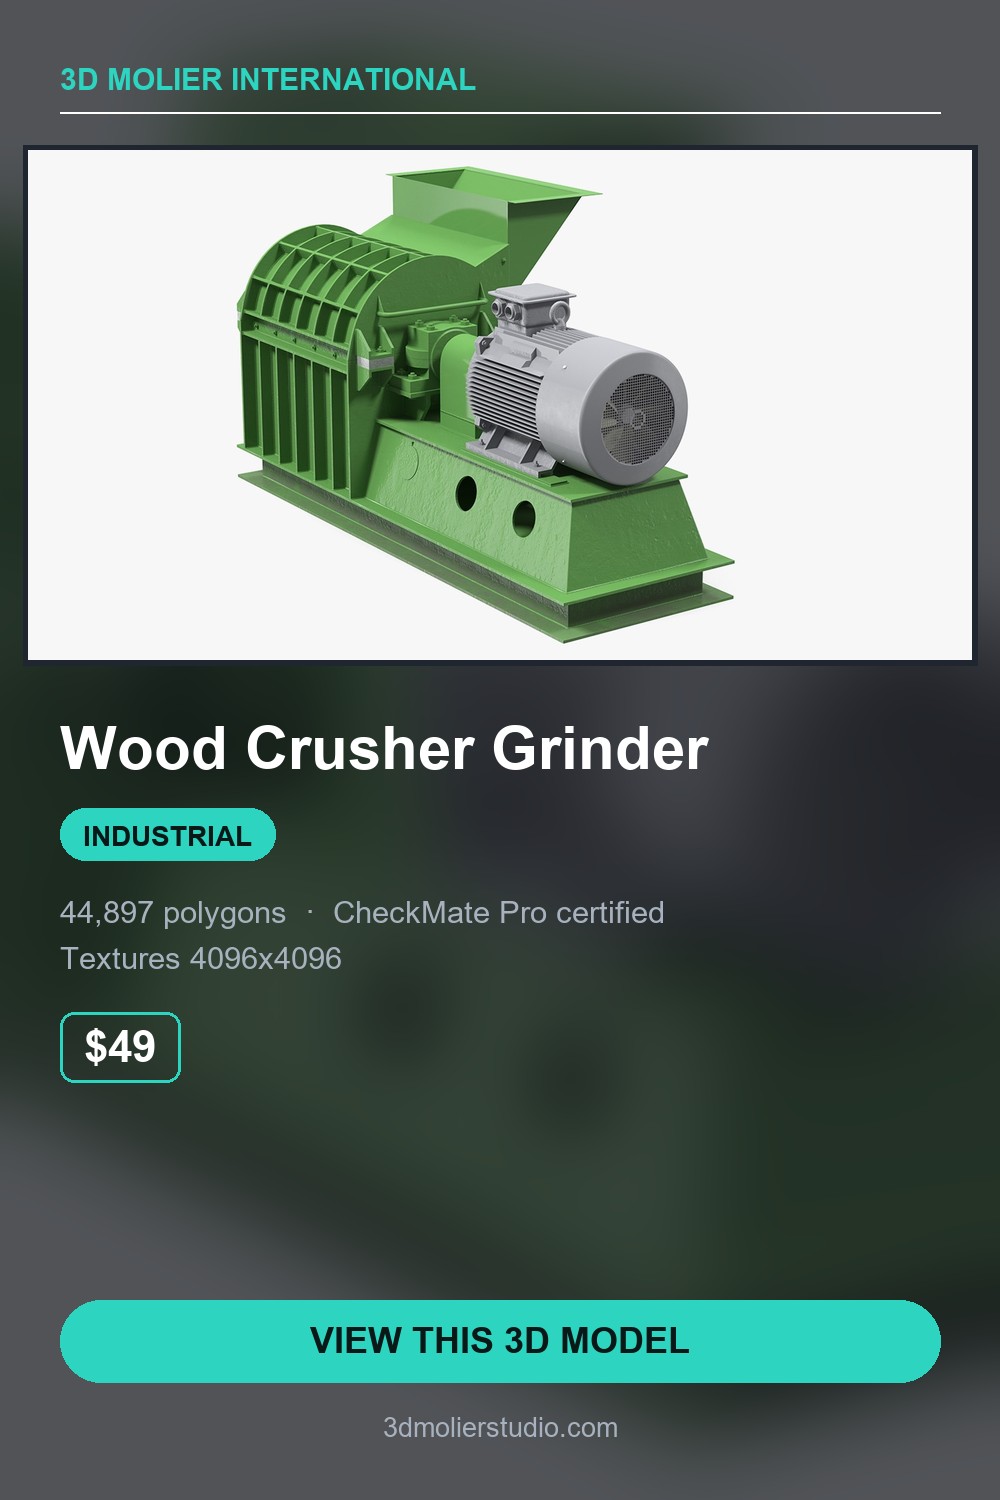 3D MOLIER INTERNATIONAL
Wood Crusher Grinder
INDUSTRIAL
44,897 polygons · CheckMate Pro certified
Textures 4096x4096
$49
VIEW THIS 3D MODEL
3dmolierstudio.com